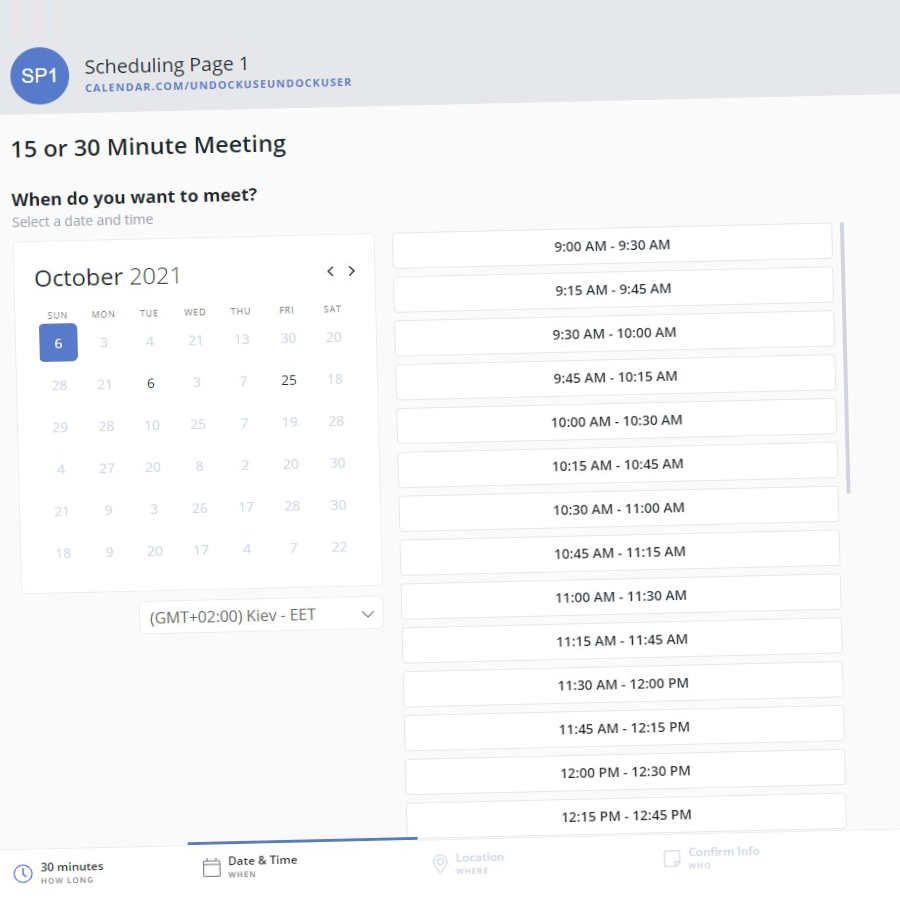 SP1
Scheduling Page 1
CALENDAR.COM/UNDOCKUSEUNDOCKUSER
15 or 30 Minute Meeting
When do you want to meet?
Select a date and time
October 2021
SUN MON TUE WED THU FRI SAT
6 3 4 21 13 30 20
28 21 6 3 7 25 18
29 28 10 25 7 19 28
4 27 20 8 2 20 30
21 9 3 26 17 28 30
18 9 20 17 4 7 22
(GMT+02:00) Kiev - EET
9:00 AM - 9:30 AM
9:15 AM - 9:45 AM
9:30 AM - 10:00 AM
9:45 AM - 10:15 AM
10:00 AM - 10:30 AM
10:15 AM - 10:45 AM
10:30 AM - 11:00 AM
10:45 AM - 11:15 AM
11:00 AM - 11:30 AM
11:15 AM - 11:45 AM
11:30 AM - 12:00 PM
11:45 AM - 12:15 PM
12:00 PM - 12:30 PM
12:15 PM - 12:45 PM
30 minutes
HOW LONG
Date & Time
WHEN
Location
WHERE
Confirm Info
WHO